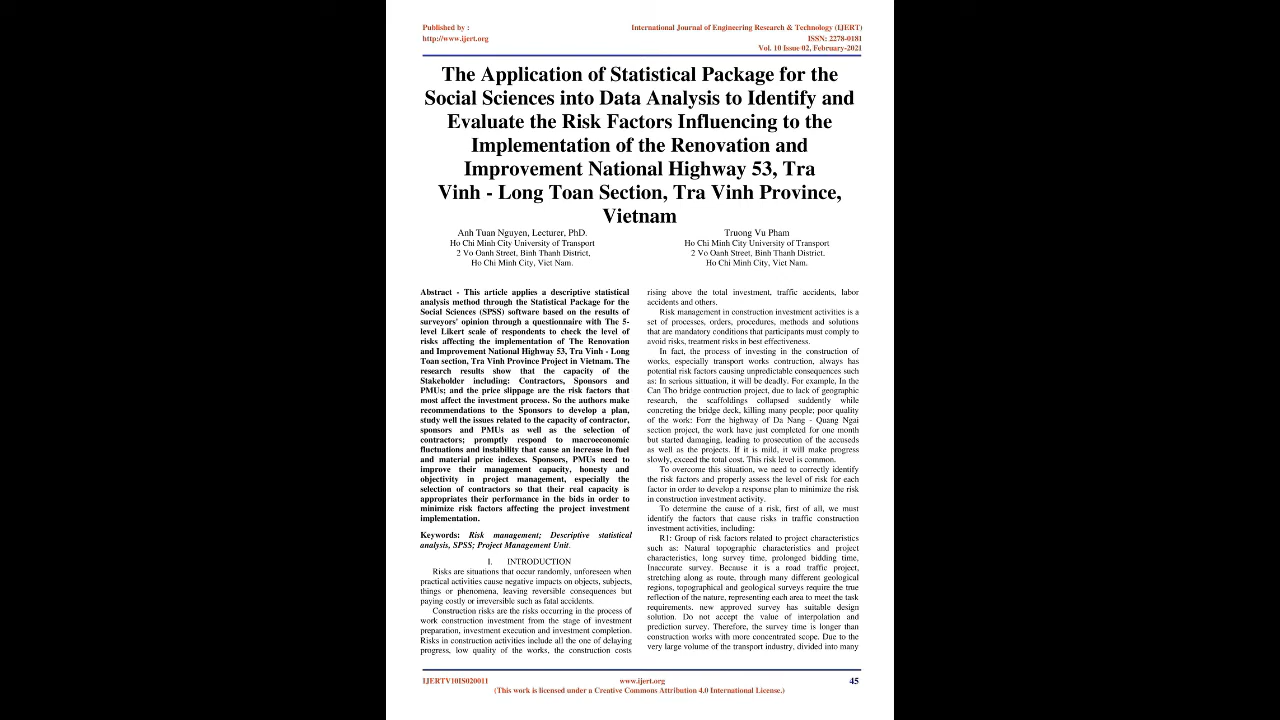 Published by :
http://www.ijert.org
International Journal of Engineering Research & Technology (IJERT)
ISSN: 2278-0181
Vol. 10 Issue 02, February-2021
The Application of Statistical Package for the
Social Sciences into Data Analysis to Identify and
Evaluate the Risk Factors Influencing to the
Implementation of the Renovation and
Improvement National Highway 53, Tra
Vinh - Long Toan Section, Tra Vinh Province,
Vietnam
Anh Tuan Nguyen, Lecturer, PhD.
Ho Chi Minh City University of Transport
2 Vo Oanh Street, Binh Thanh District,
Ho Chi Minh City, Viet Nam.
Truong Vu Pham
Ho Chi Minh City University of Transport
2 Vo Oanh Street, Binh Thanh District.
Ho Chi Minh City, Viet Nam.
Abstract - This article applies a descriptive statistical
analysis method through the Statistical Package for the
Social Sciences (SPSS) software based on the results of
surveyors' opinion through a questionnaire with The 5-
level Likert scale of respondents to check the level of
risks affecting the implementation of The Renovation
and Improvement National Highway 53, Tra Vinh - Long
Toan section, Tra Vinh Province Project in Vietnam. The
research results show that the capacity of the
Stakeholder including: Contractors, Sponsors and
PMUs; and the price slippage are the risk factors that
most affect the investment process. So the authors make
recommendations to the Sponsors to develop a plan,
study well the issues related to the capacity of contractor,
sponsors and PMUs as well as the selection of
contractors; promptly respond to macroeconomic
fluctuations and instability that cause an increase in fuel
and material price indexes. Sponsors, PMUs need to
improve their management capacity, honesty and
objectivity in project management, especially the
selection of contractors so that their real capacity is
appropriates their performance in the bids in order to
minimize risk factors affecting the project investment
implementation.
Keywords: Risk management; Descriptive statistical
analysis, SPSS; Project Management Unit.
I. INTRODUCTION
Risks are situations that occur randomly, unforeseen when
practical activities cause negative impacts on objects, subjects,
things or phenomena, leaving reversible consequences but
paying costly or irreversible such as fatal accidents.
Construction risks are the risks occurring in the process of
work construction investment from the stage of investment
preparation, investment execution and investment completion.
Risks in construction activities include all the one of delaying
progress, low quality of the works, the construction costs
rising above the total investment, traffic accidents, labor
accidents and others.
Risk management in construction investment activities is a
set of processes, orders, procedures, methods and solutions
that are mandatory conditions that participants must comply to
avoid risks, treatment risks in best effectiveness.
In fact, the process of investing in the construction of
works, especially transport works contruction, always has
potential risk factors causing unpredictable consequences such
as: In serious sittuation, it will be deadly. For example, In the
Can Tho bridge contruction project, due to lack of geographic
research, the scaffoldings collapsed suddenly while
concreting the bridge deck, killing many people; poor quality
of the work: Forr the highway of Da Nang - Quang Ngai
section project, the work have just completed for one month
but started damaging, leading to prosecution of the accuseds
as well as the projects. If it is mild, it will make progress
slowly, exceed the total cost. This risk level is common.
To overcome this situation, we need to correctly identify
the risk factors and properly assess the level of risk for each
factor in order to develop a response plan to minimize the risk
in construction investment activity.
To determine the cause of a risk, first of all, we must
identify the factors that cause risks in traffic construction
investment activities, including:
R1: Group of risk factors related to project characteristics
such as: Natural topographic characteristics and project
characteristics, long survey time, prolonged bidding time,
Inaccurate survey. Because it is a road traffic project,
stretching along as route, through many different geological
regions, topographical and geological surveys require the true
reflection of the nature, representing each area to meet the task
requirements, new approved survey has suitable design
solution. Do not accept the value of interpolation and
prediction survey. Therefore, the survey time is longer than
construction works with more concentrated scope. Due to the
very large volume of the transport industry, divided into many
IJERTV10IS020011
www.ijert.org
(This work is licensed under a Creative Commons Attribution 4.0 International License.)
45